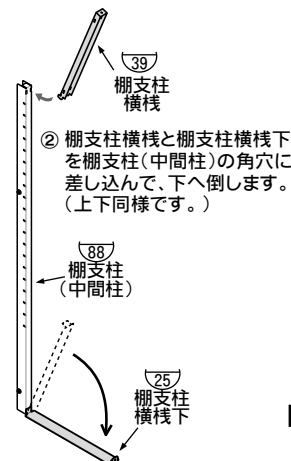 39
棚支柱
横桟
② 棚支柱横桟と棚支柱横桟下
を棚支柱（中間柱）の角穴に
差し込んで、下へ倒します。
（上下同様です。）
88
棚支柱
（中間柱）
25
棚支柱
横桟下